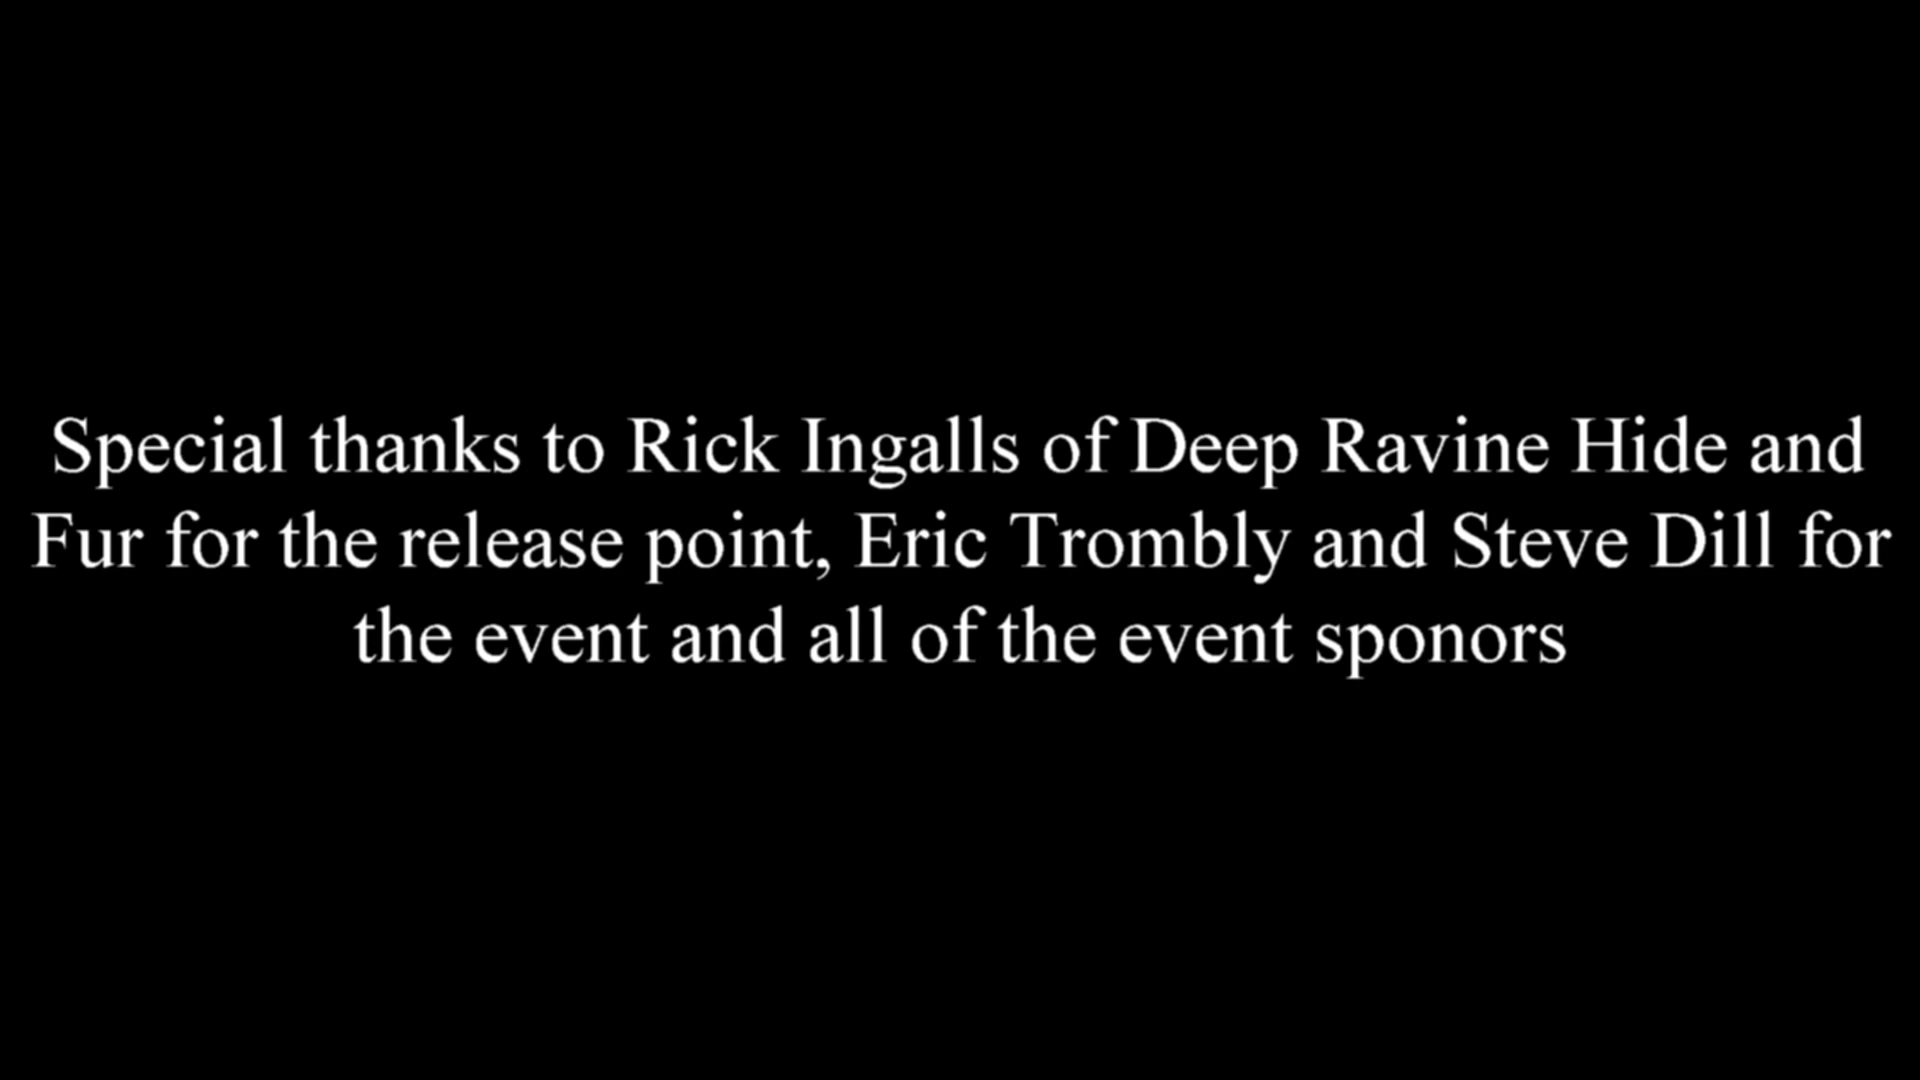 Special thanks to Rick Ingalls of Deep Ravine Hide and
Fur for the release point, Eric Trombly and Steve Dill for
the event and all of the event sponors